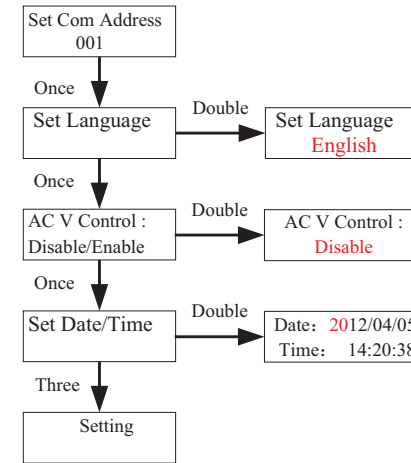 Set Com Address
001
Once
Set Language
Double
Set Language
English
Once
AC V Control :
Disable/Enable
Double
AC V Control :
Disable
Once
Set Date/Time
Double
Date: 2012/04/05
Time: 14:20:38
Three
Setting